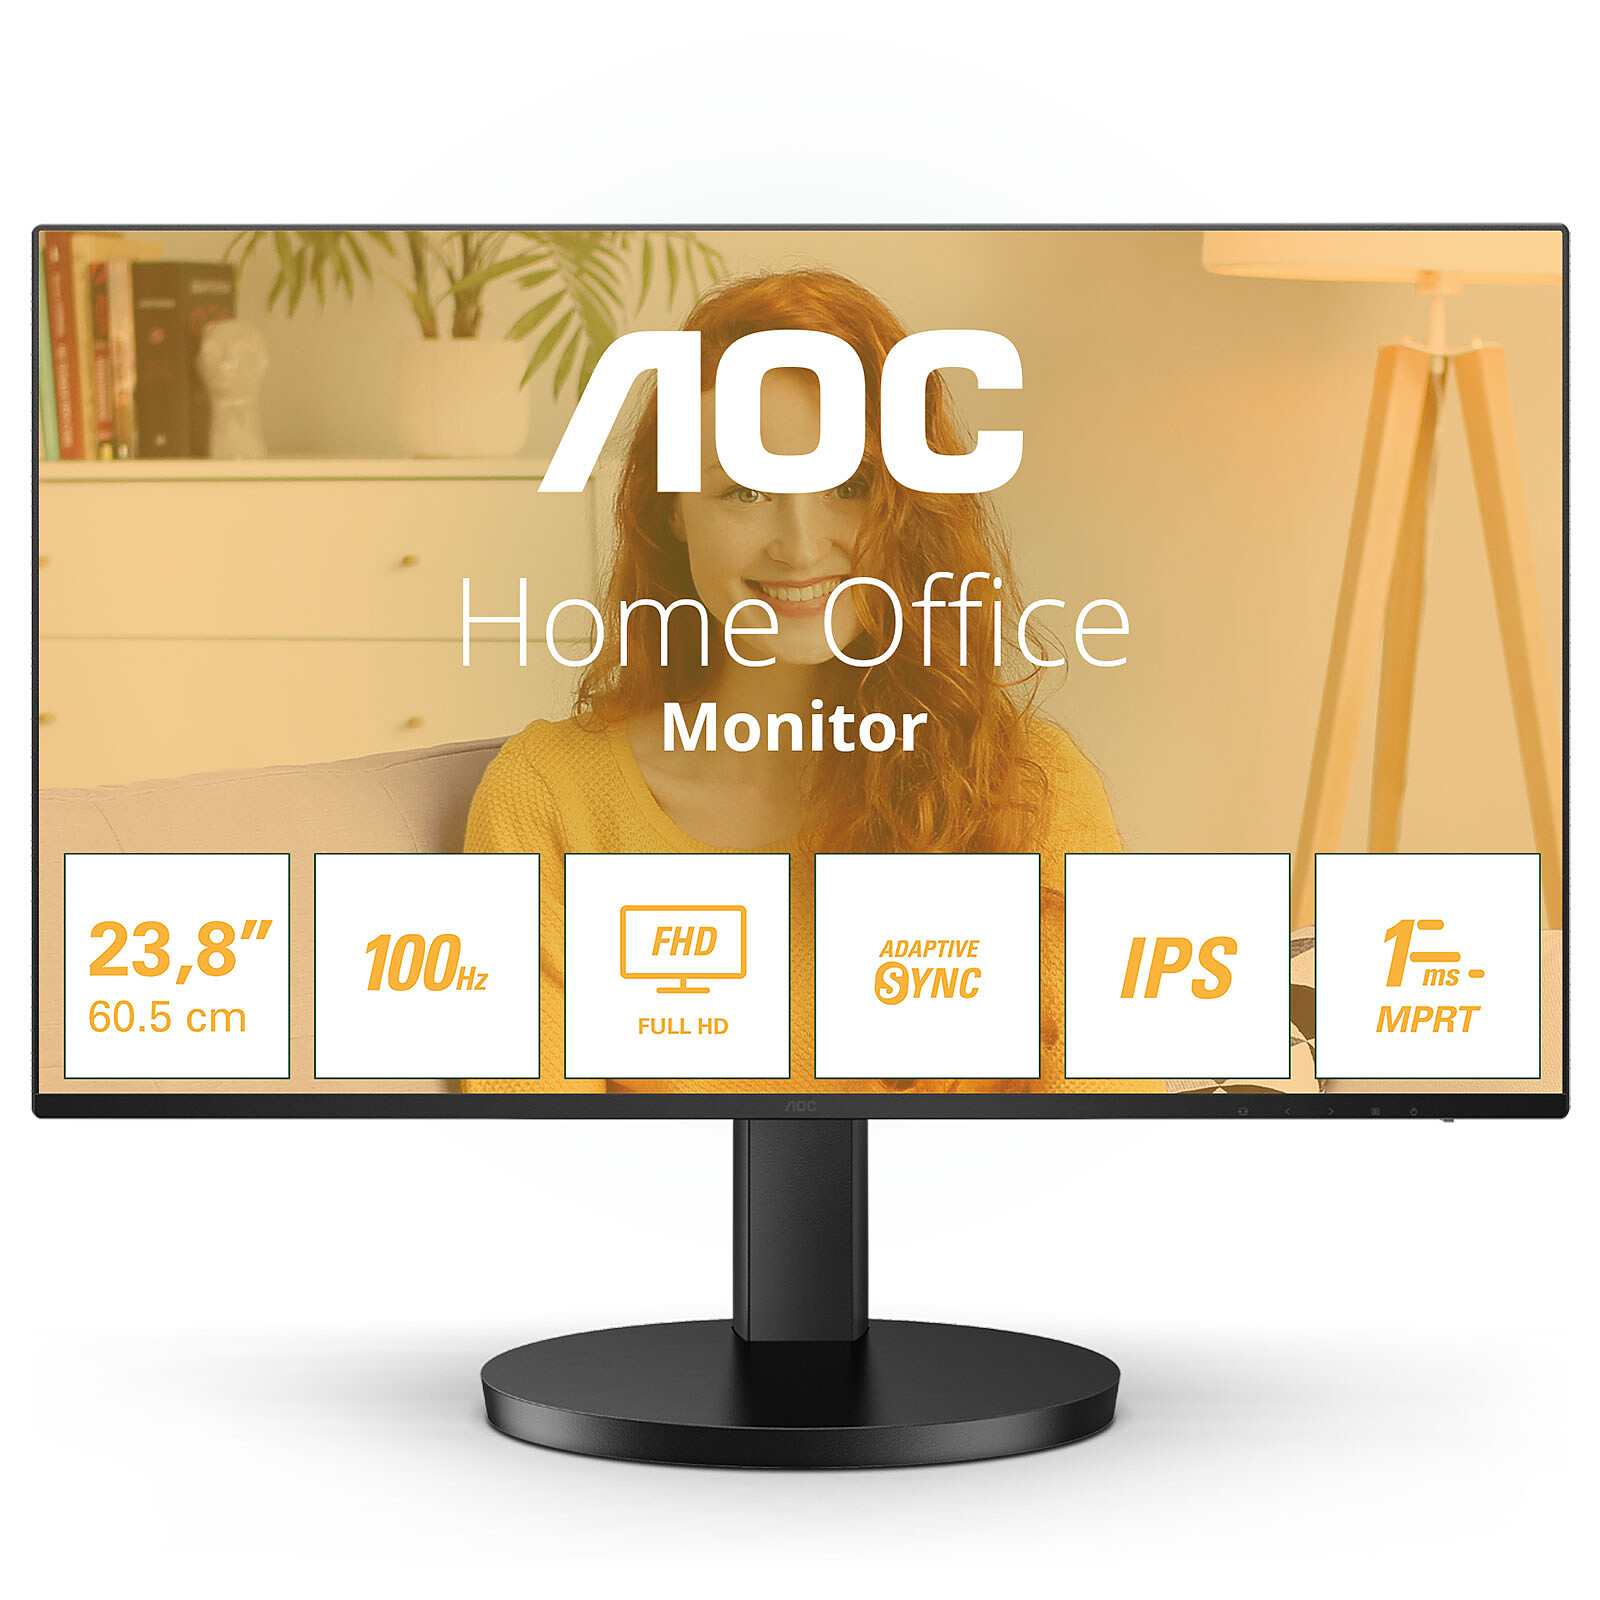 AOC
Home Office
Monitor
23,8"
60.5 cm
100Hz
FHD
FULL HD
ADAPTIVE
SYNC
IPS
1ms
MPRT
AOC